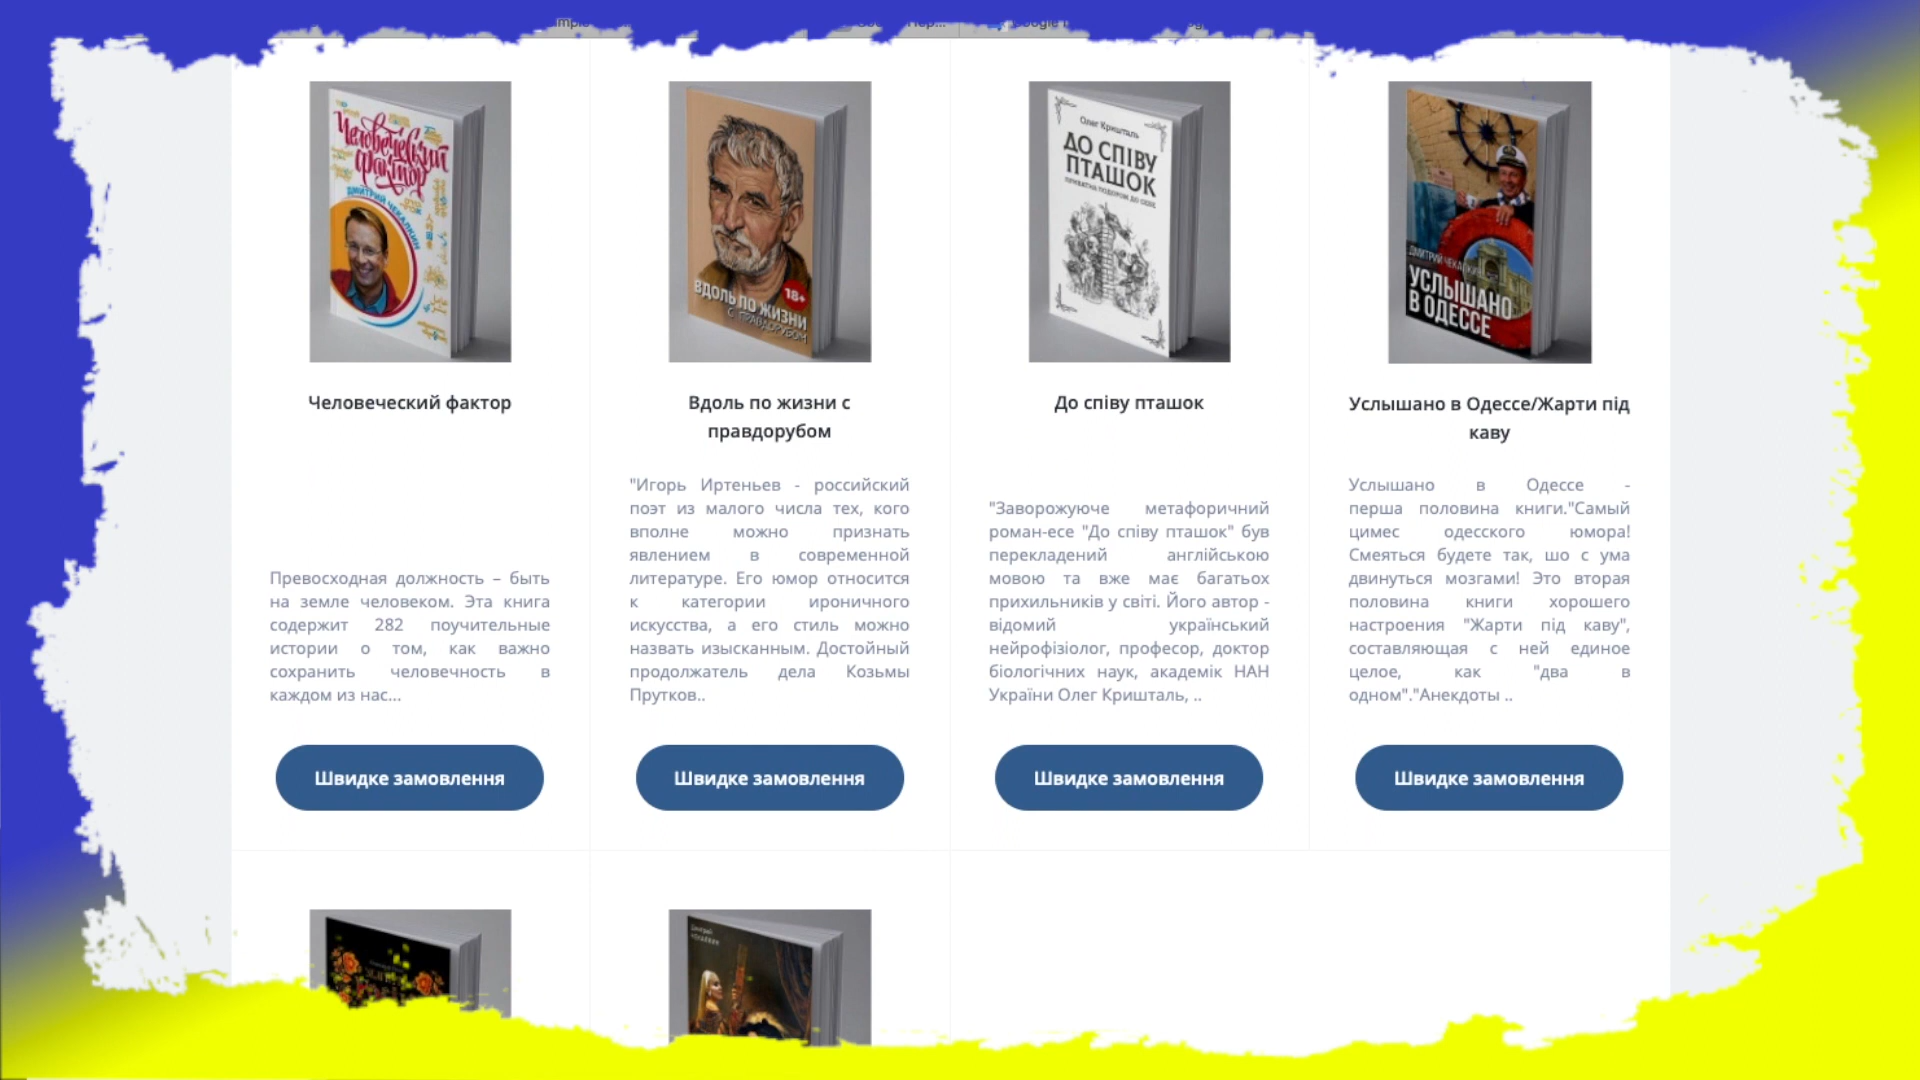 Человеческий
фактор
ДМИТРИЙ ЧЕКАЛКИН
ВДОЛЬ ПО ЖИЗНИ
С ПРАВДОРУБОМ
18+
Олег Кришталь
ДО СПІВУ
ПТАШОК
ДМИТРИЙ ЧЕКАЛКИН
УСЛЫШАНО
В ОДЕССЕ
Человеческий фактор
Превосходная должность – быть
на земле человеком. Эта книга
содержит 282 поучительные
истории о том, как важно
сохранить человечность в
каждом из нас...
Швидке замовлення
Вдоль по жизни с
правдорубом
"Игорь Иртеньев - российский
поэт из малого числа тех, кого
вполне можно признать
явлением в современной
литературе. Его юмор относится
к категории ироничного
искусства, а его стиль можно
назвать изысканным. Достойный
продолжатель дела Козьмы
Прутков..
Швидке замовлення
До співу пташок
"Заворожуюче метафоричний
роман-есе "До співу пташок" був
перекладений англійською
мовою та вже має багатьох
прихильників у світі. Його автор -
відомий український
нейрофізіолог, професор, доктор
біологічних наук, академік НАН
України Олег Кришталь, ..
Швидке замовлення
Услышано в Одессе/Жарти під
каву
Услышано в Одессе -
перша половина книги."Самый
цимес одесского юмора!
Смеяться будете так, шо с ума
двинуться мозгами! Это вторая
половина книги хорошего
настроения "Жарти під каву",
составляющая с ней единое
целое, как "два в
одном"."Анекдоты ..
Швидке замовлення